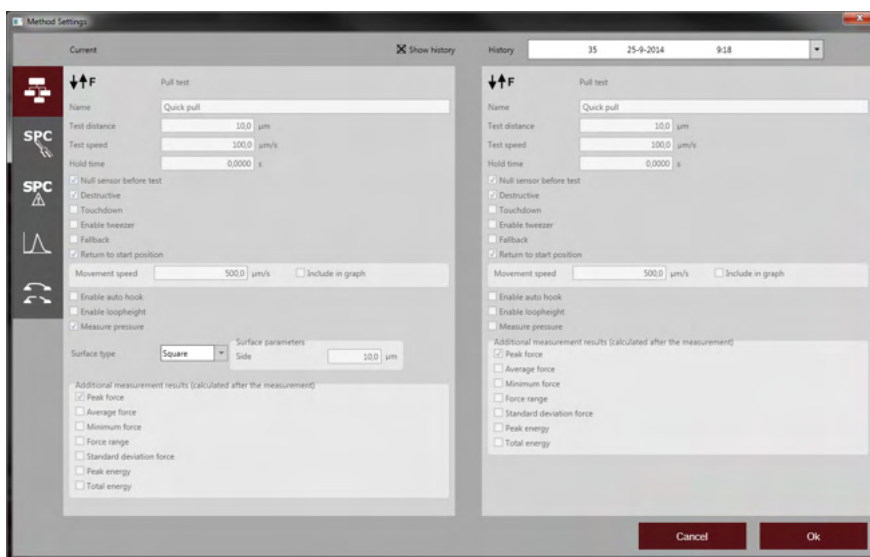 Method Settings
Current
Show history
History
35 25-9-2014 9:18
F
Pull test
Name Quick pull
Test distance 10,0 µm
Test speed 100,0 µm/s
Hold time 0,0000 s
Null sensor before test
Destructive
Touchdown
Enable tweezer
Fallback
Return to start position
Movement speed 500,0 µm/s Include in graph
Enable auto hook
Enable loopheight
Measure pressure
Surface type Square
Surface parameters
Side 10,0 µm
Additional measurement results (calculated after the measurement)
Peak force
Average force
Minimum force
Force range
Standard deviation force
Peak energy
Total energy
SPC
SPC
F
Pull test
Name Quick pull
Test distance 10,0 µm
Test speed 100,0 µm/s
Hold time 0,0000 s
Null sensor before test
Destructive
Touchdown
Enable tweezer
Fallback
Return to start position
Movement speed 500,0 µm/s Include in graph
Enable auto hook
Enable loopheight
Measure pressure
Additional measurement results (calculated after the measurement)
Peak force
Average force
Minimum force
Force range
Standard deviation force
Peak energy
Total energy
Cancel
Ok